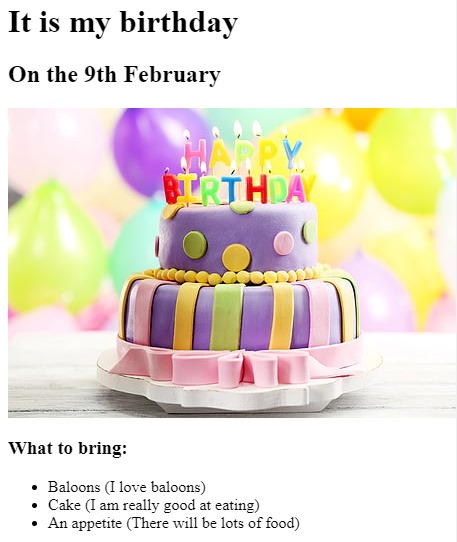 It is my birthday
On the 9th February
HAPPY
BIRTHDAY
What to bring:
Baloons (I love baloons)
Cake (I am really good at eating)
An appetite (There will be lots of food)